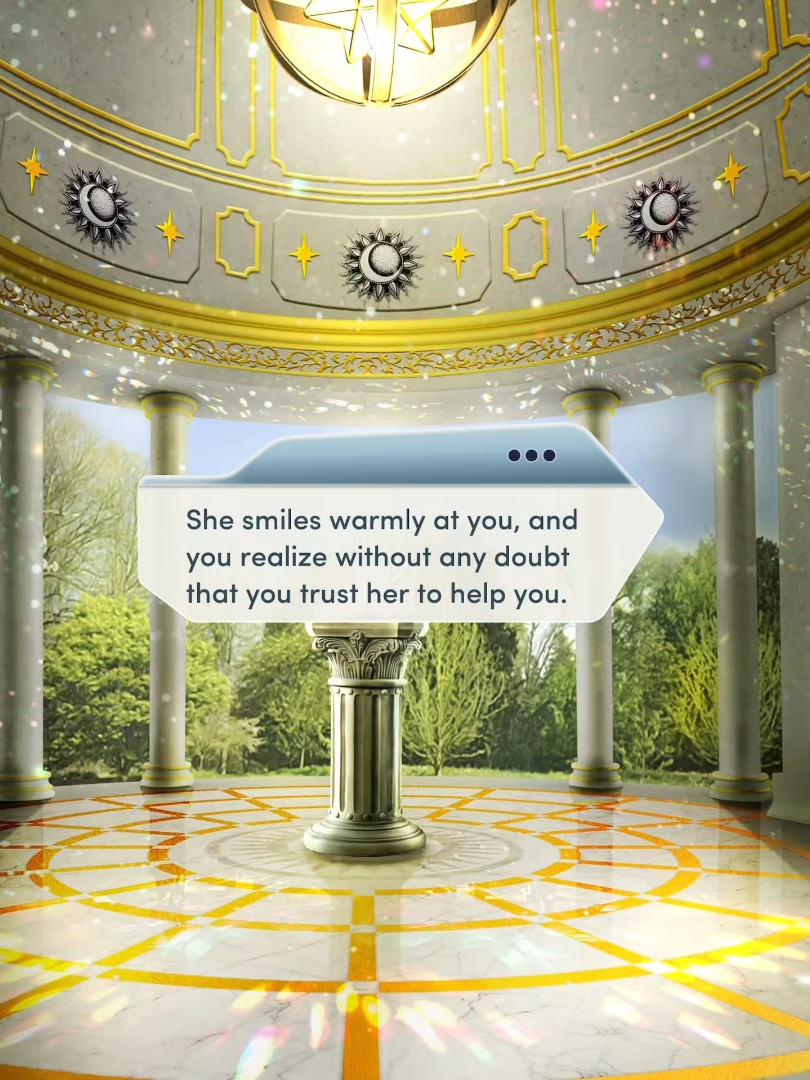 She smiles warmly at you, and
you realize without any doubt
that you trust her to help you.